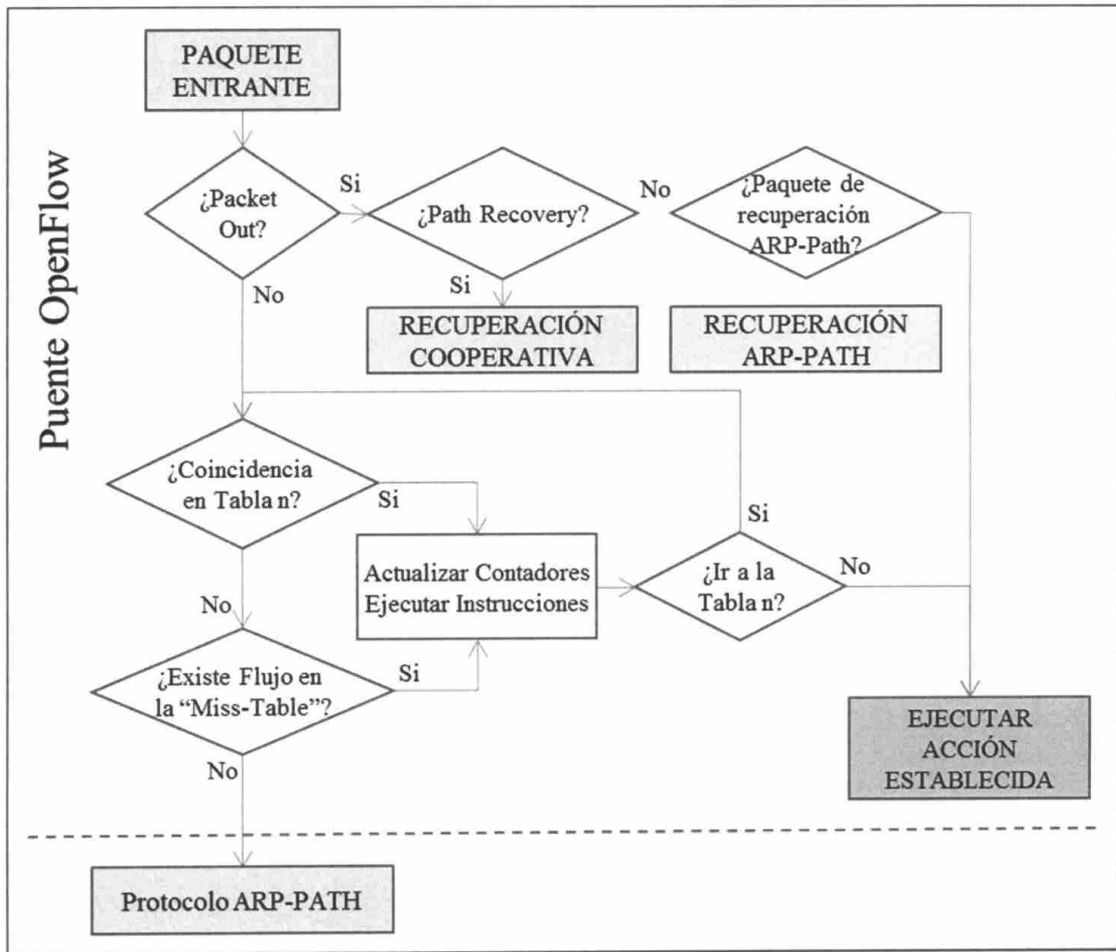 PAQUETE
ENTRANTE
Puente OpenFlow
¿Packet
Out?
Si
¿Path Recovery?
No
¿Paquete de
recuperación
ARP-Path?
No
Si
RECUPERACIÓN
COOPERATIVA
RECUPERACIÓN
ARP-PATH
¿Coincidencia
en Tabla n?
Si
Actualizar Contadores
Ejecutar Instrucciones
Si
¿Ir a la
Tabla n?
No
No
¿Existe Flujo en
la “Miss-Table”?
Si
No
EJECUTAR
ACCIÓN
ESTABLECIDA
Protocolo ARP-PATH